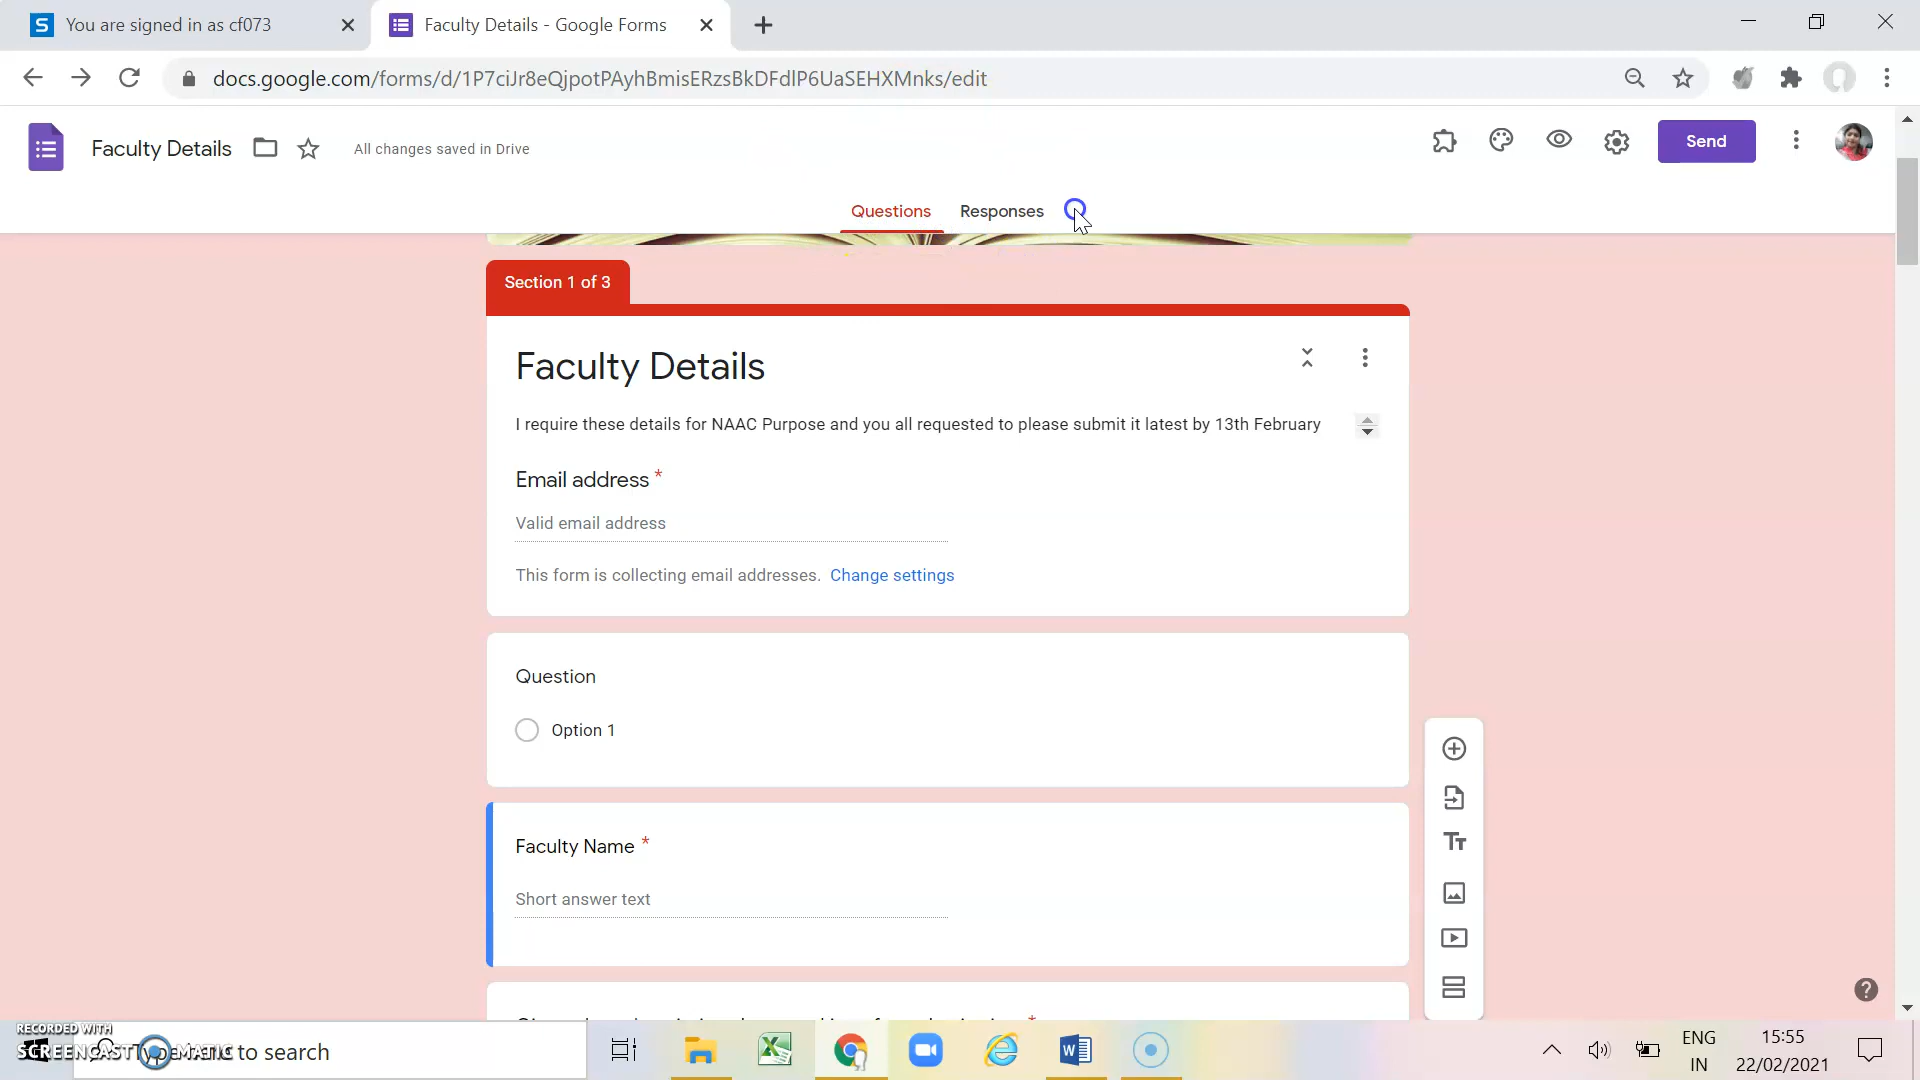 You are signed in as cf073
Faculty Details - Google Forms
docs.google.com/forms/d/1P7ciJr8eQjpotPAyhBmisERzsBkDFdlP6UaSEHXMnks/edit
Faculty Details
All changes saved in Drive
Send
Questions
Responses
Section 1 of 3
Faculty Details
I require these details for NAAC Purpose and you all requested to please submit it latest by 13th February
Email address *
Valid email address
This form is collecting email addresses. Change settings
Question
Option 1
Faculty Name *
Short answer text
RECORDED WITH
SCREENCAST MATIC
to search
ENG
IN
15:55
22/02/2021